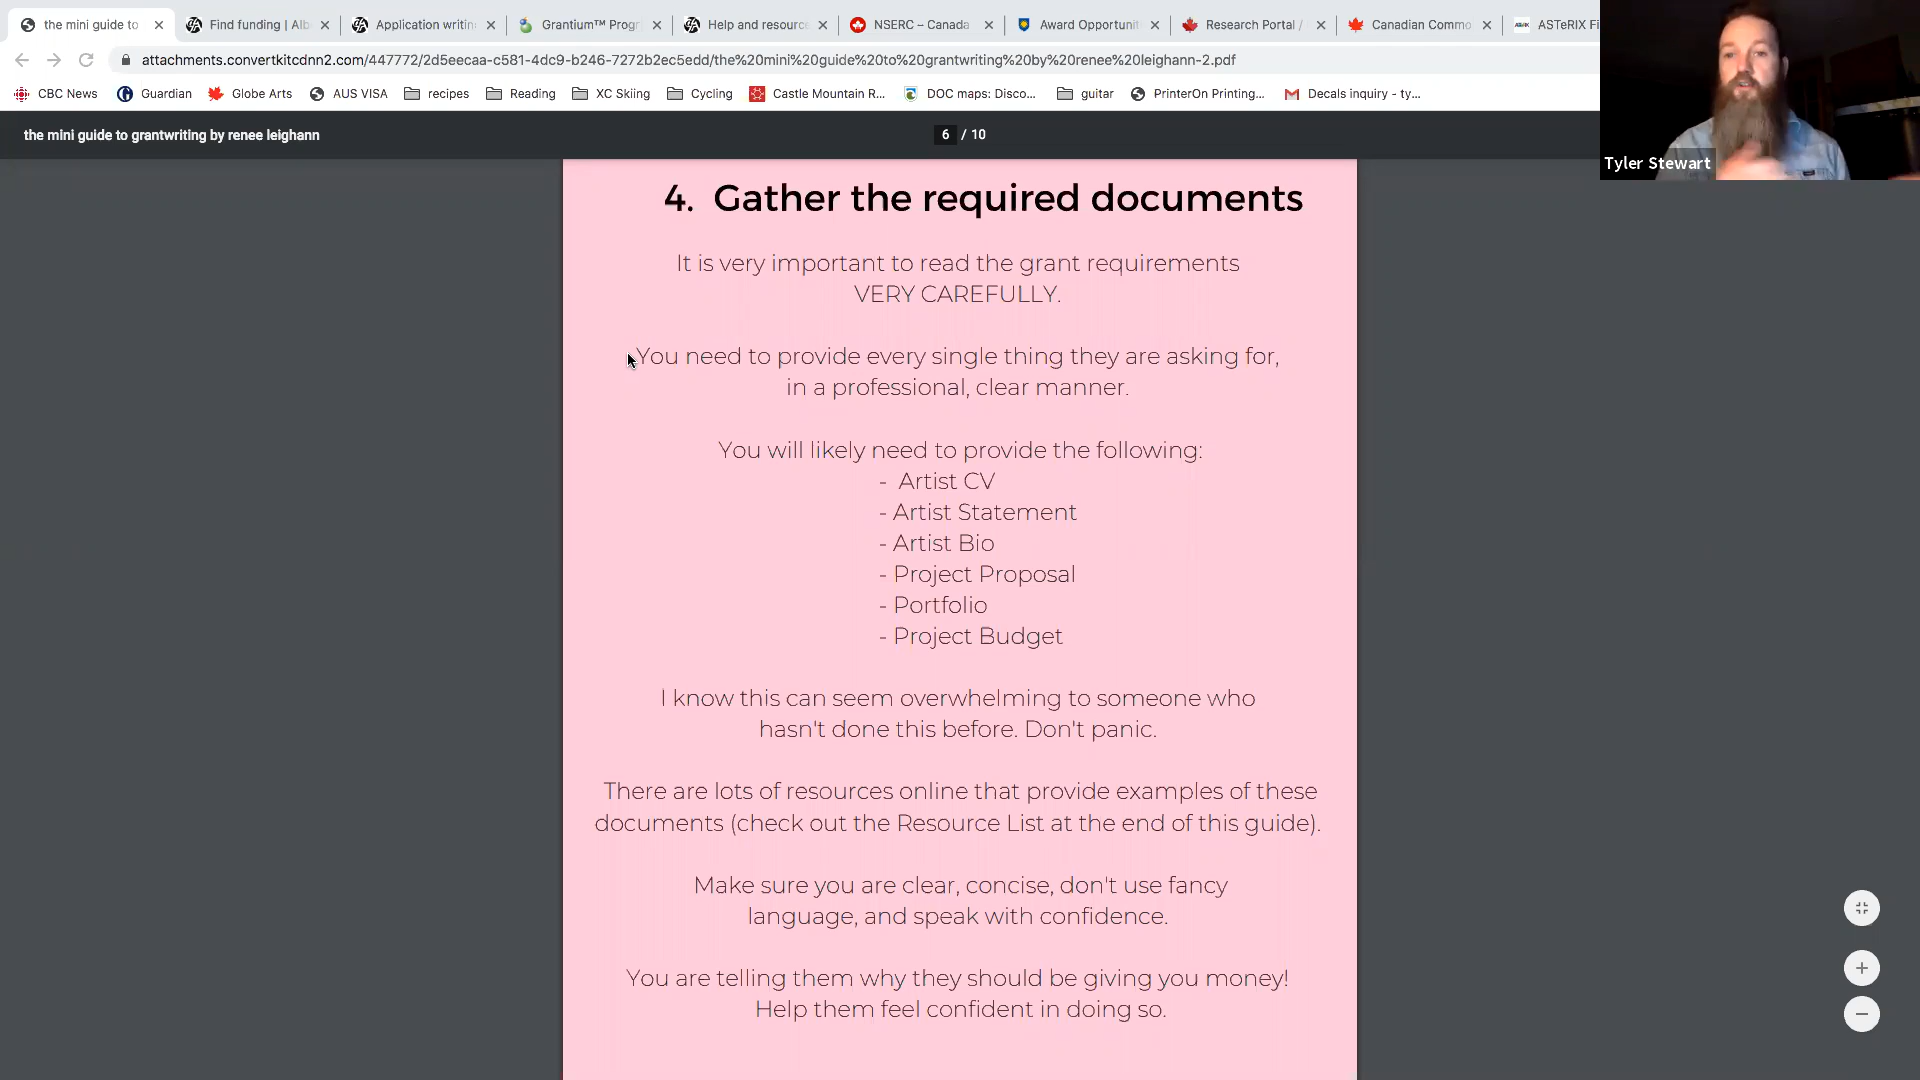 the mini guide to
Find funding | Alb
Application writin
Grantium™ Prog
Help and resourc
NSERC – Canada
Award Opportuni
Research Portal /
Canadian Commo
ASTeRIX Fi
attachments.convertkitcdnn2.com/447772/2d5eecaa-c581-4dc9-b246-7272b2ec5edd/the%20mini%20guide%20to%20grantwriting%20by%20renee%20leighann-2.pdf
CBC News
Guardian
Globe Arts
AUS VISA
recipes
Reading
XC Skiing
Cycling
Castle Mountain R...
DOC maps: Disco...
guitar
PrinterOn Printing...
Decals inquiry - ty...
the mini guide to grantwriting by renee leighann
6 / 10
Tyler Stewart
4. Gather the required documents
It is very important to read the grant requirements
VERY CAREFULLY.
You need to provide every single thing they are asking for,
in a professional, clear manner.
You will likely need to provide the following:
- Artist CV
- Artist Statement
- Artist Bio
- Project Proposal
- Portfolio
- Project Budget
I know this can seem overwhelming to someone who
hasn't done this before. Don't panic.
There are lots of resources online that provide examples of these
documents (check out the Resource List at the end of this guide).
Make sure you are clear, concise, don't use fancy
language, and speak with confidence.
You are telling them why they should be giving you money!
Help them feel confident in doing so.